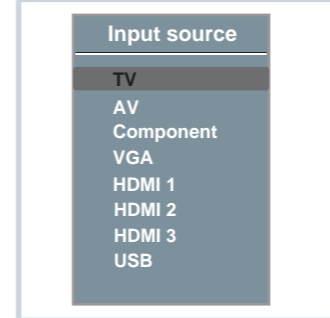 Input source
TV
AV
Component
VGA
HDMI 1
HDMI 2
HDMI 3
USB